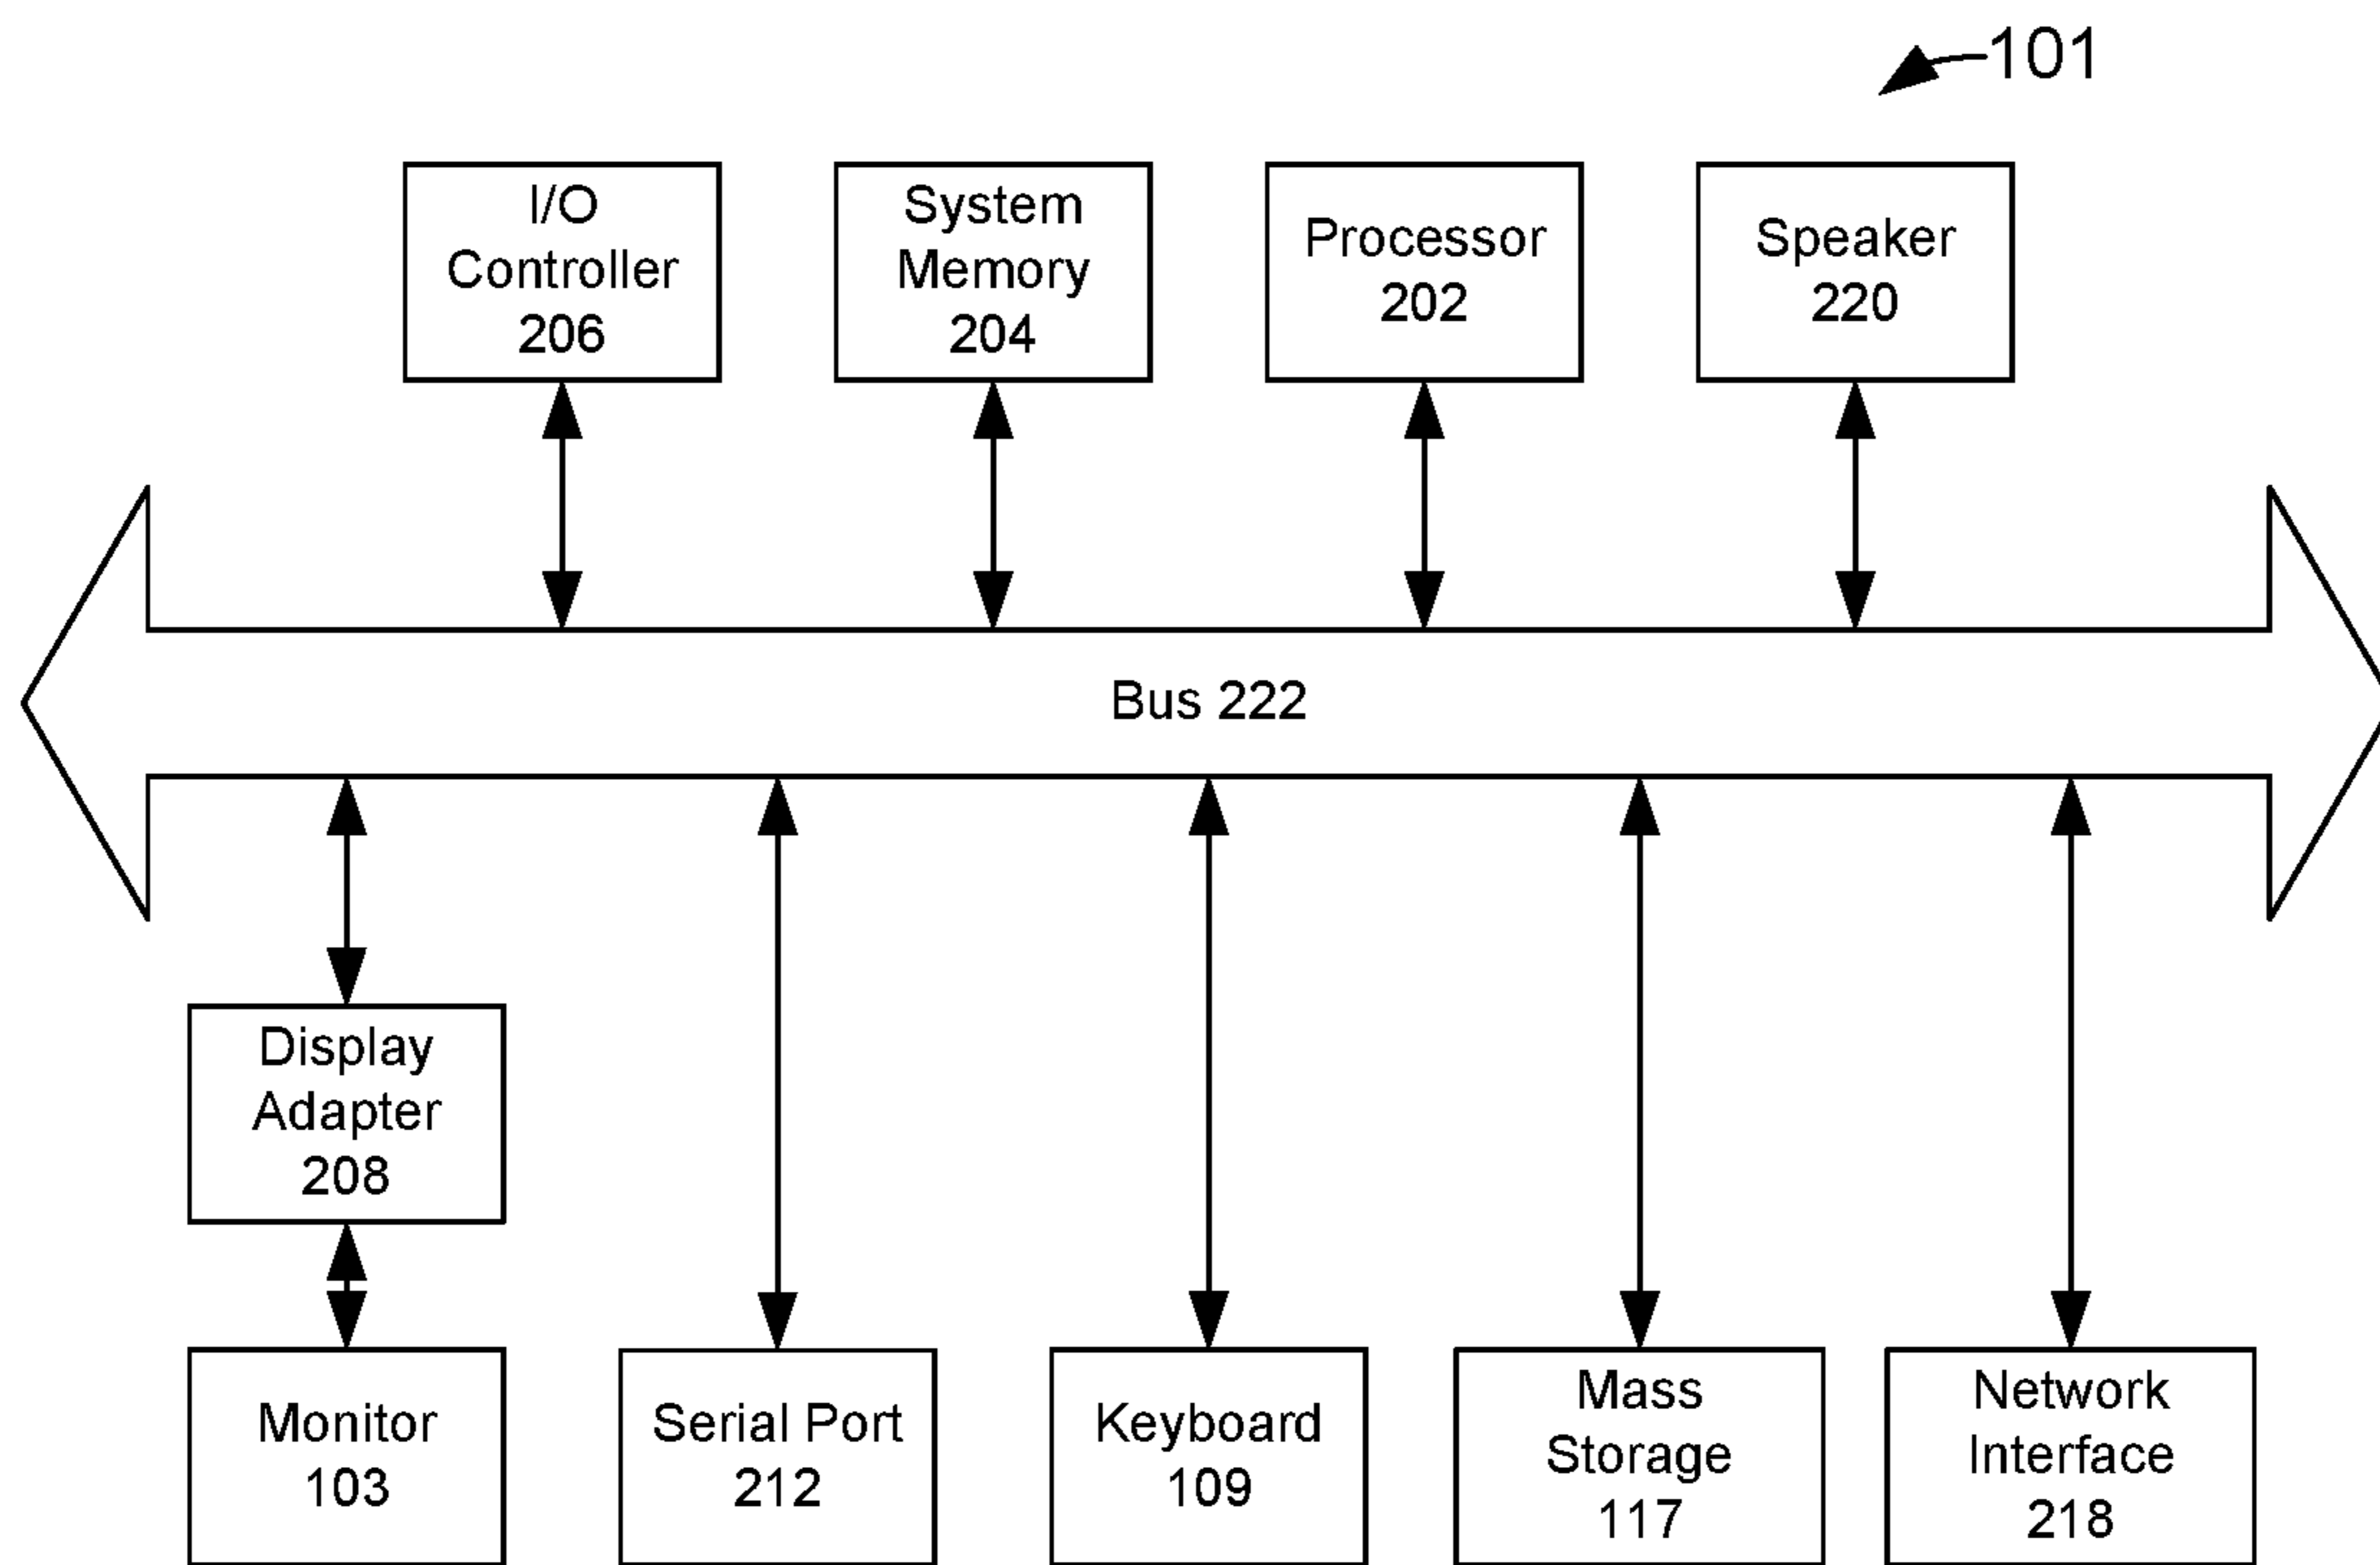 101
I/O
Controller
206
System
Memory
204
Processor
202
Speaker
220
Bus 222
Display
Adapter
208
Monitor
103
Serial Port
212
Keyboard
109
Mass
Storage
117
Network
Interface
218